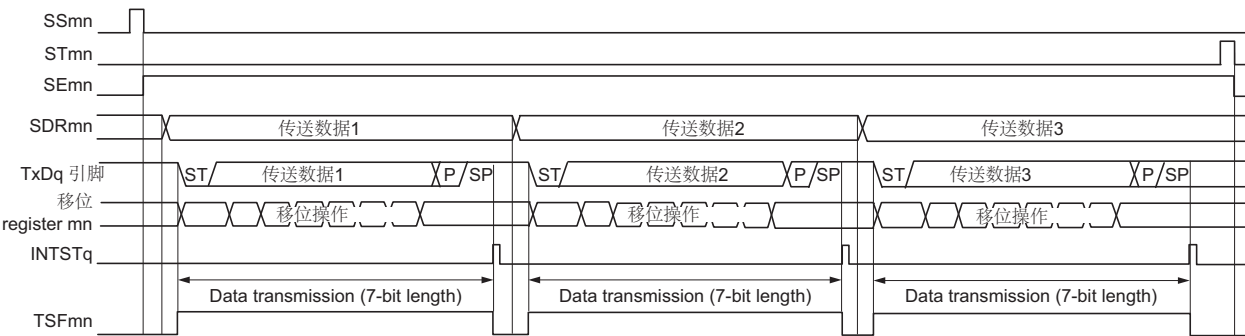 SSmn
STmn
SEmn
SDRmn 传送数据1 传送数据2 传送数据3
TxDq 引脚 ST 传送数据1 P SP ST 传送数据2 P SP ST 传送数据3 P SP
移位
register mn 移位操作 移位操作 移位操作
INTSTq
Data transmission (7-bit length) Data transmission (7-bit length) Data transmission (7-bit length)
TSFmn